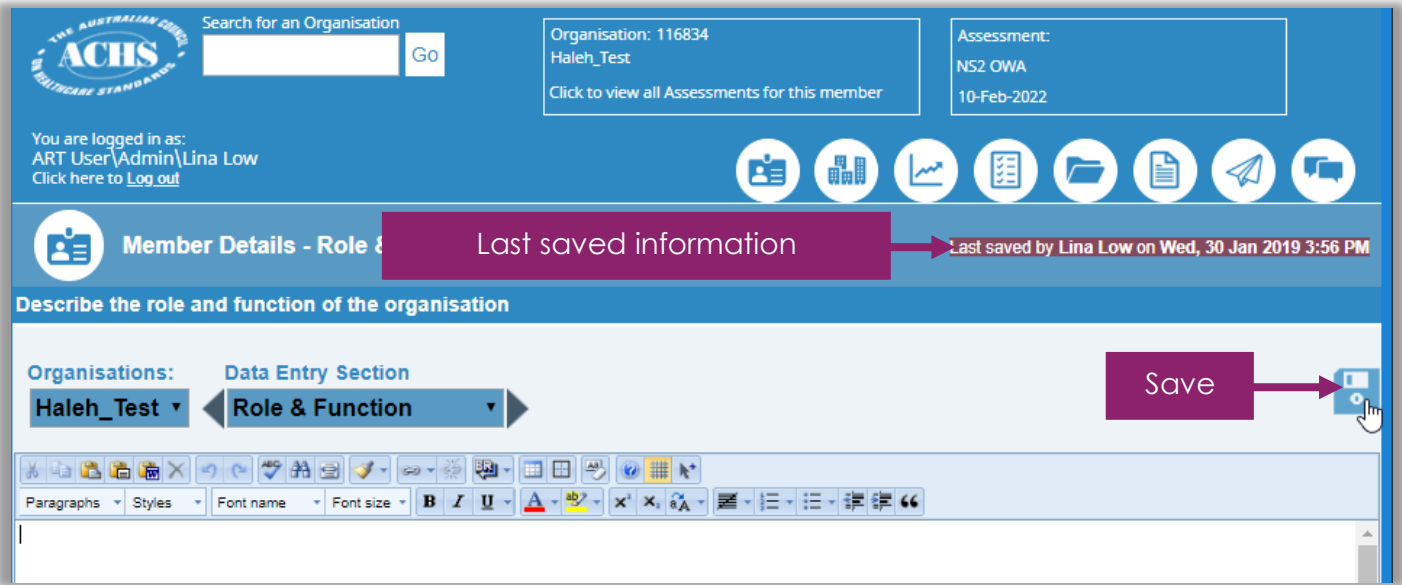 THE AUSTRALIAN COUNCIL
ACHS
ON HEALTHCARE STANDARDS
Search for an Organisation
Go
Organisation: 116834
Haleh_Test
Click to view all Assessments for this member
Assessment:
NS2 OWA
10-Feb-2022
You are logged in as:
ART User\Admin\Lina Low
Click here to Log out
Member Details - Role &
Last saved information
Last saved by Lina Low on Wed, 30 Jan 2019 3:56 PM
Describe the role and function of the organisation
Organisations:
Data Entry Section
Haleh_Test
Role & Function
Save
Paragraphs
Styles
Font name
Font size
B
I
U
A
ab
x²
x₂